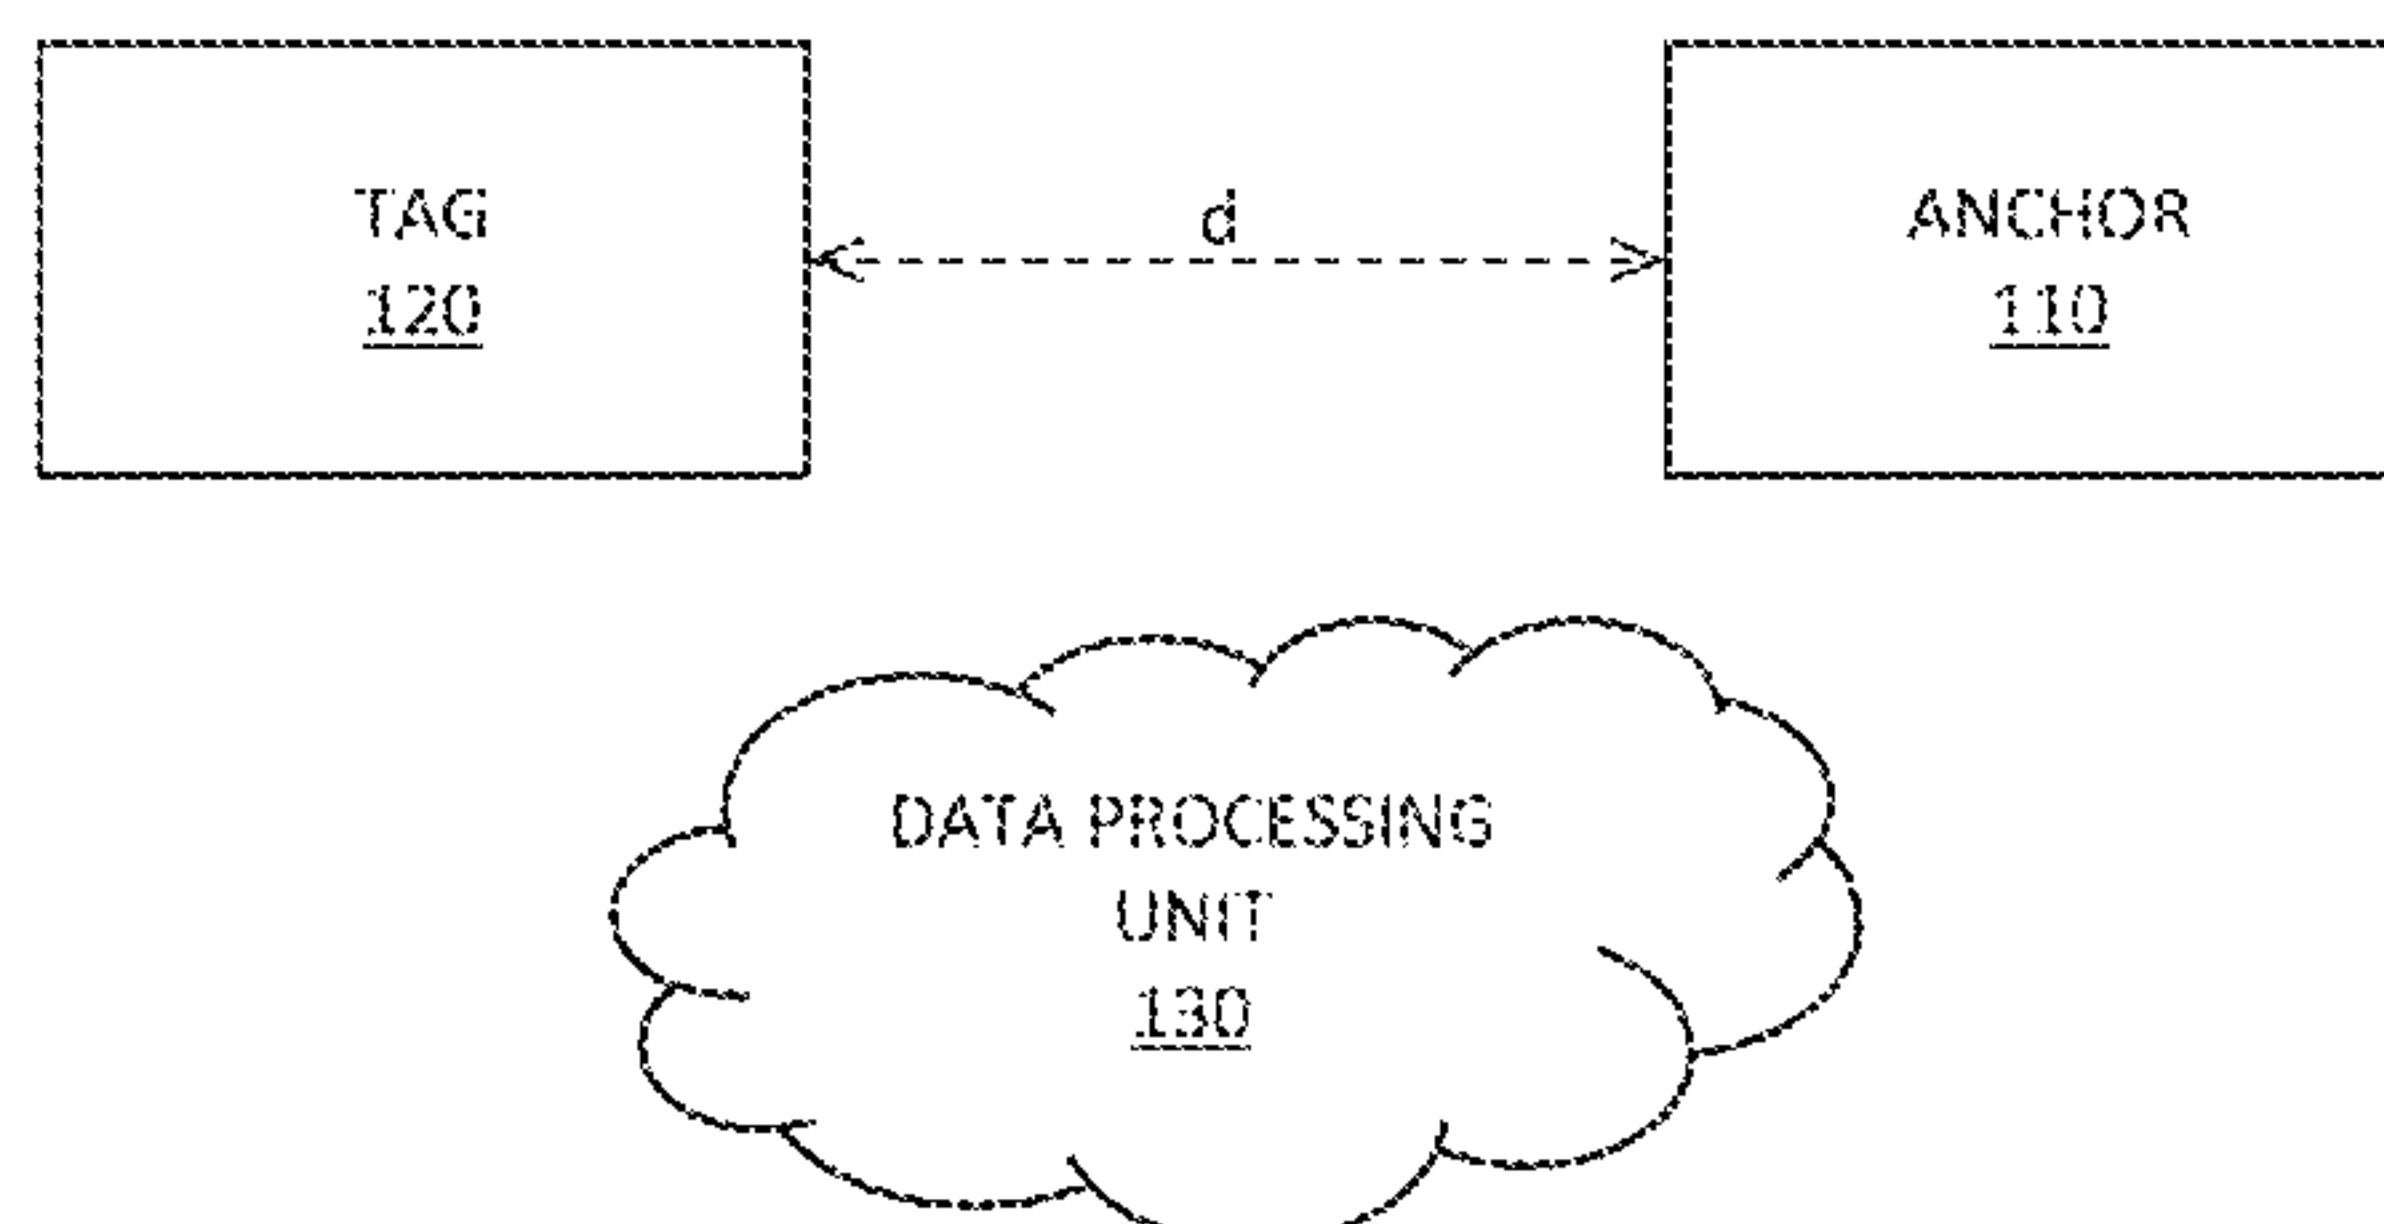 TAG
120
d
ANCHOR
110
DATA PROCESSING
UNIT
130